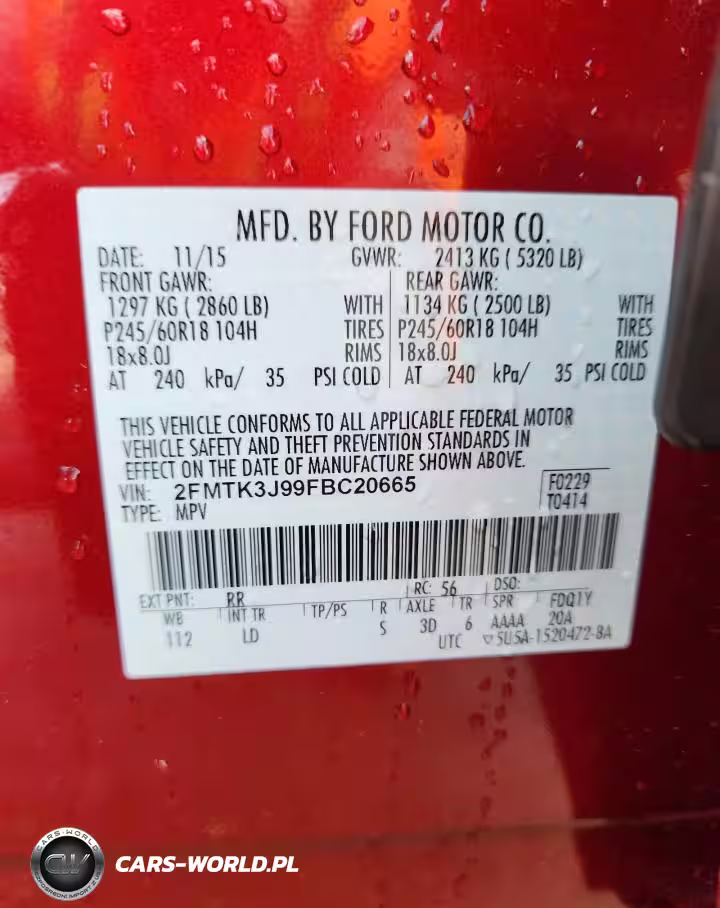 MFD. BY FORD MOTOR CO.
DATE: 11/15 GVWR: 2413 KG ( 5320 LB)
FRONT GAWR: REAR GAWR:
1297 KG ( 2860 LB) WITH 1134 KG ( 2500 LB) WITH
P245/60R18 104H TIRES P245/60R18 104H TIRES
18x8.0J RIMS 18x8.0J RIMS
AT 240 kPa/ 35 PSI COLD AT 240 kPa/ 35 PSI COLD
THIS VEHICLE CONFORMS TO ALL APPLICABLE FEDERAL MOTOR
VEHICLE SAFETY AND THEFT PREVENTION STANDARDS IN
EFFECT ON THE DATE OF MANUFACTURE SHOWN ABOVE.
VIN: 2FMTK3J99FBC20665 F0229
TYPE: MPV T0414
EXT PNT: RR RC: 56 DSO:
WB INT TR TP/PS R AXLE TR SPR FDQ1Y
112 LD S 3D 6 AAAA 20A
UTC ▽5USA-1520472-BA
CARS-WORLD
CW
CARS-WORLD.PL